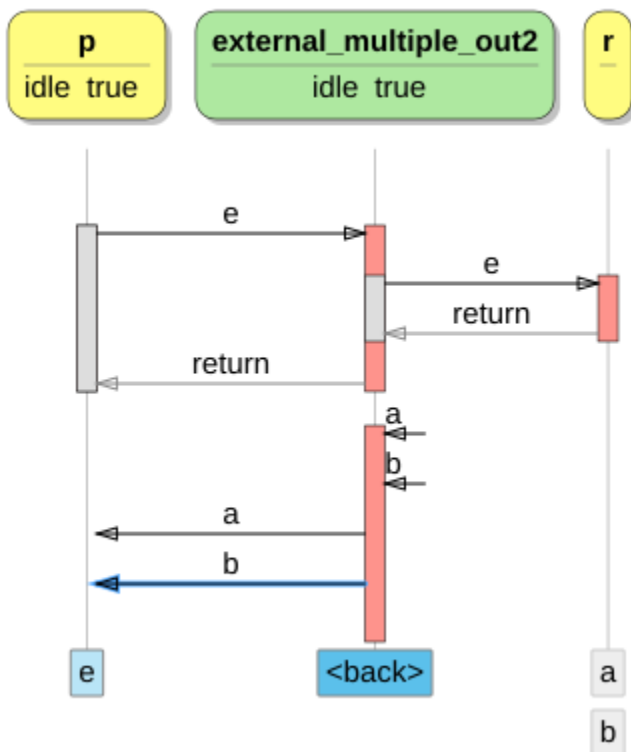 p external_multiple_out2 r
idle true idle true
e
e
return
return
a
b
a
b
e <back> a
b